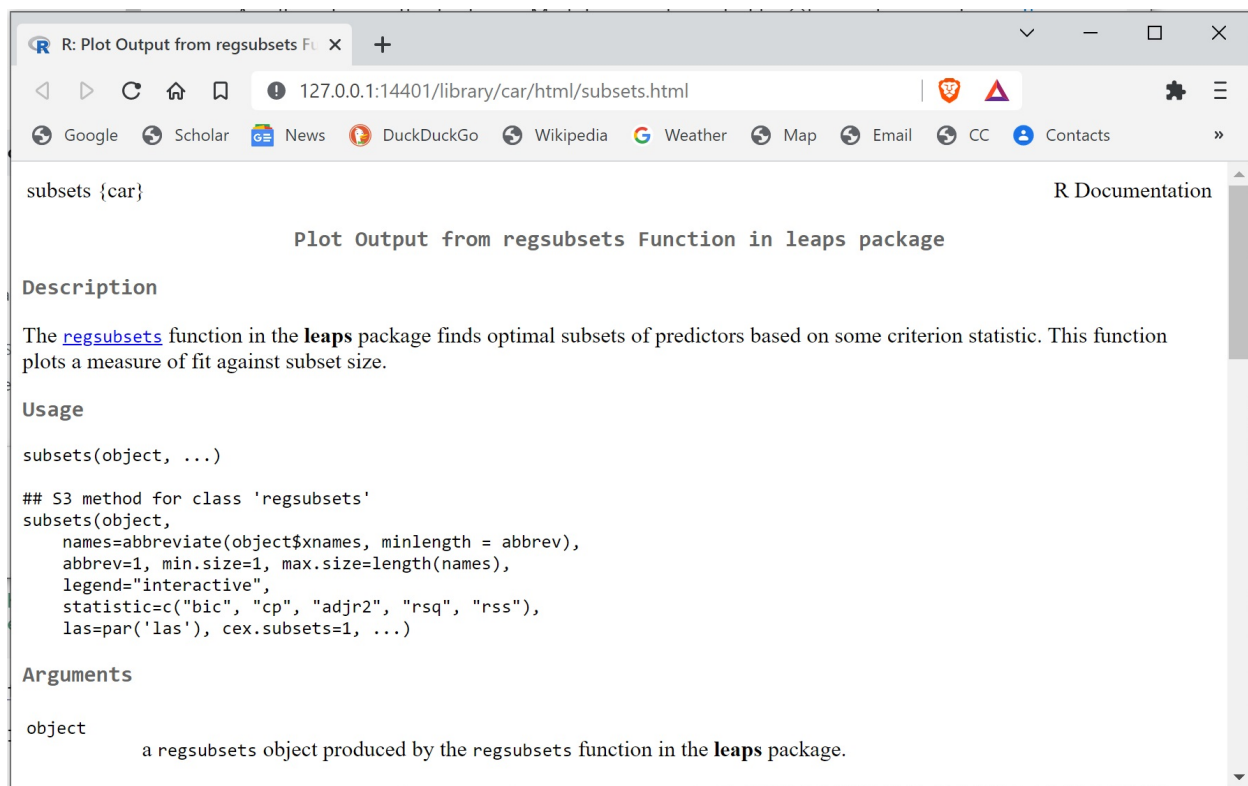 R: Plot Output from regsubsets Fu
127.0.0.1:14401/library/car/html/subsets.html
Google Scholar News DuckDuckGo Wikipedia Weather Map Email CC Contacts »
subsets {car} R Documentation
Plot Output from regsubsets Function in leaps package
Description
The regsubsets function in the leaps package finds optimal subsets of predictors based on some criterion statistic. This function
plots a measure of fit against subset size.
Usage
subsets(object, ...)
## S3 method for class 'regsubsets'
subsets(object,
    names=abbreviate(object$xnames, minlength = abbrev),
    abbrev=1, min.size=1, max.size=length(names),
    legend="interactive",
    statistic=c("bic", "cp", "adjr2", "rsq", "rss"),
    las=par('las'), cex.subsets=1, ...)
Arguments
object
a regsubsets object produced by the regsubsets function in the leaps package.